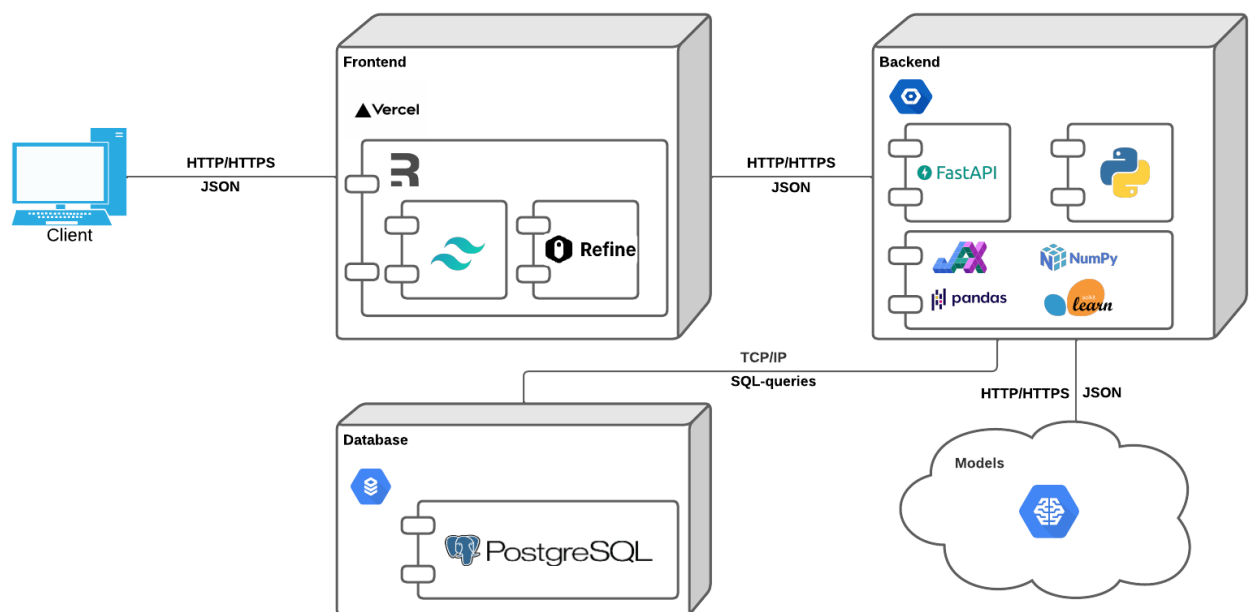 Frontend
Vercel
HTTP/HTTPS
JSON
Client
Refine
HTTP/HTTPS
JSON
Backend
FastAPI
JAX
NumPy
pandas
learn
TCP/IP
SQL-queries
HTTP/HTTPS JSON
Database
PostgreSQL
Models